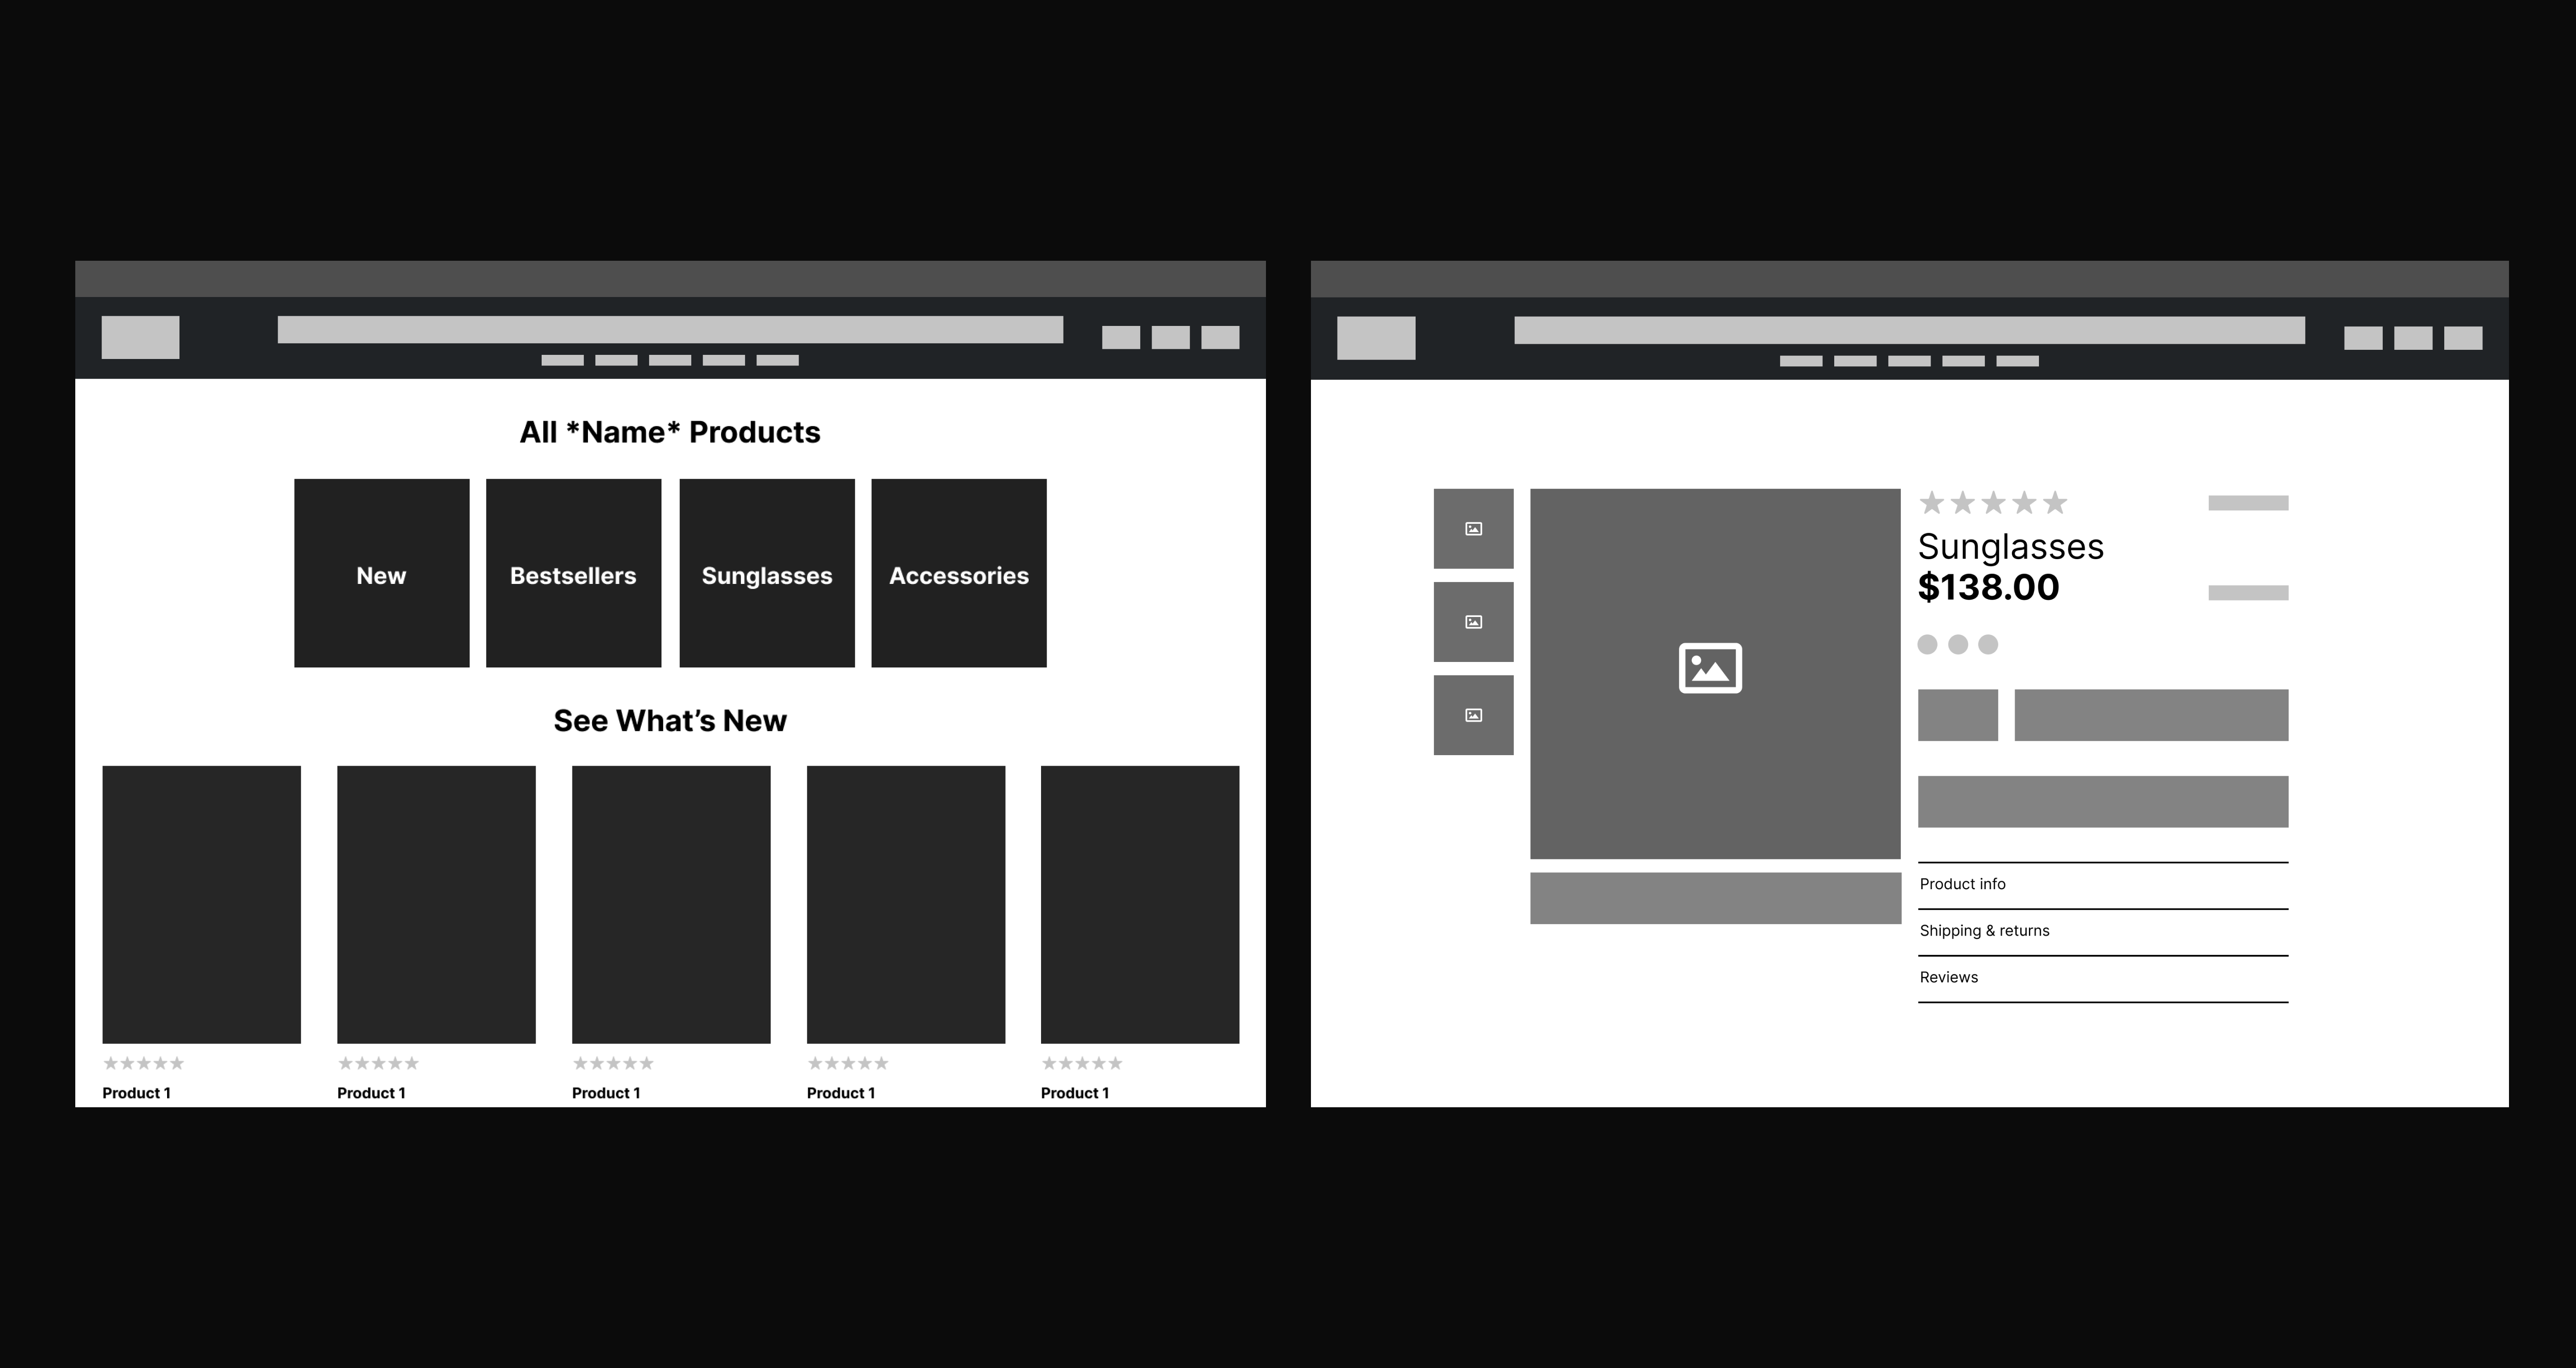 All *Name* Products
New
Bestsellers
Sunglasses
Accessories
See What’s New
Product 1
Product 1
Product 1
Product 1
Product 1
Sunglasses
$138.00
Product info
Shipping & returns
Reviews